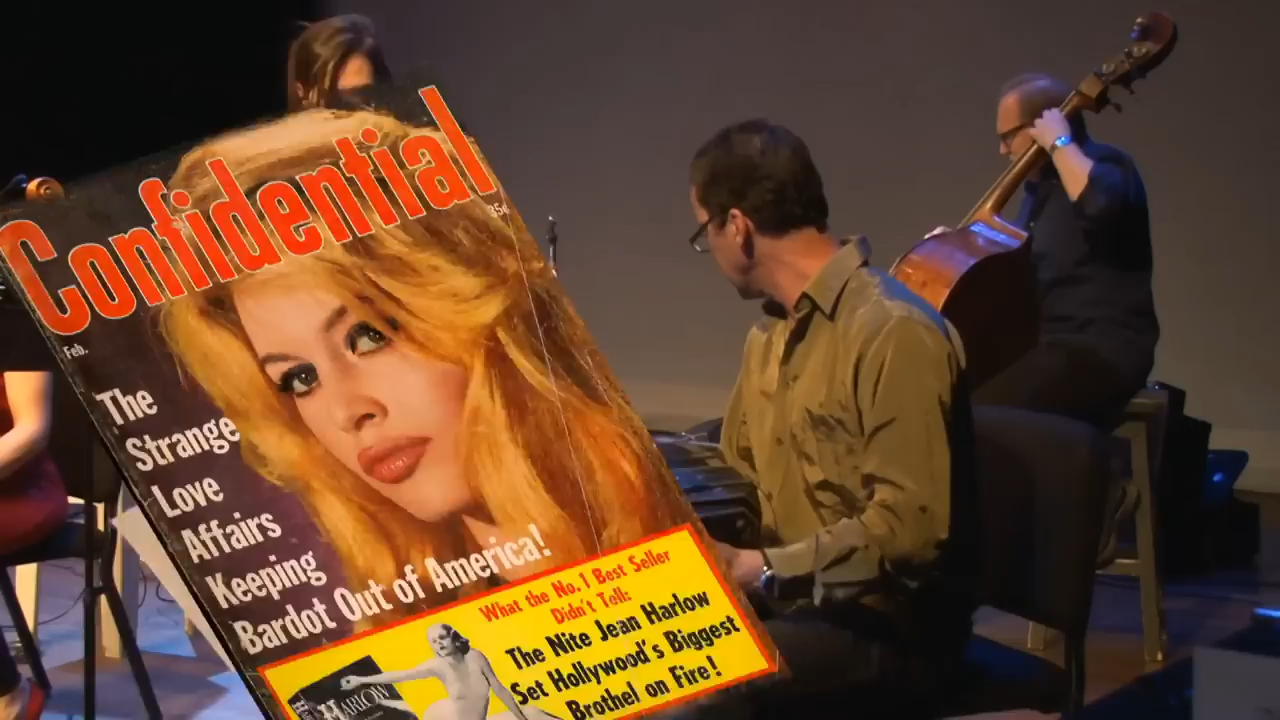 Confidential
35¢
Feb.
The
Strange
Love
Affairs
Keeping
Bardot Out of America!
What the No. 1 Best Seller
Didn't Tell:
The Nite Jean Harlow
Set Hollywood's Biggest
Brothel on Fire!
HARLOW